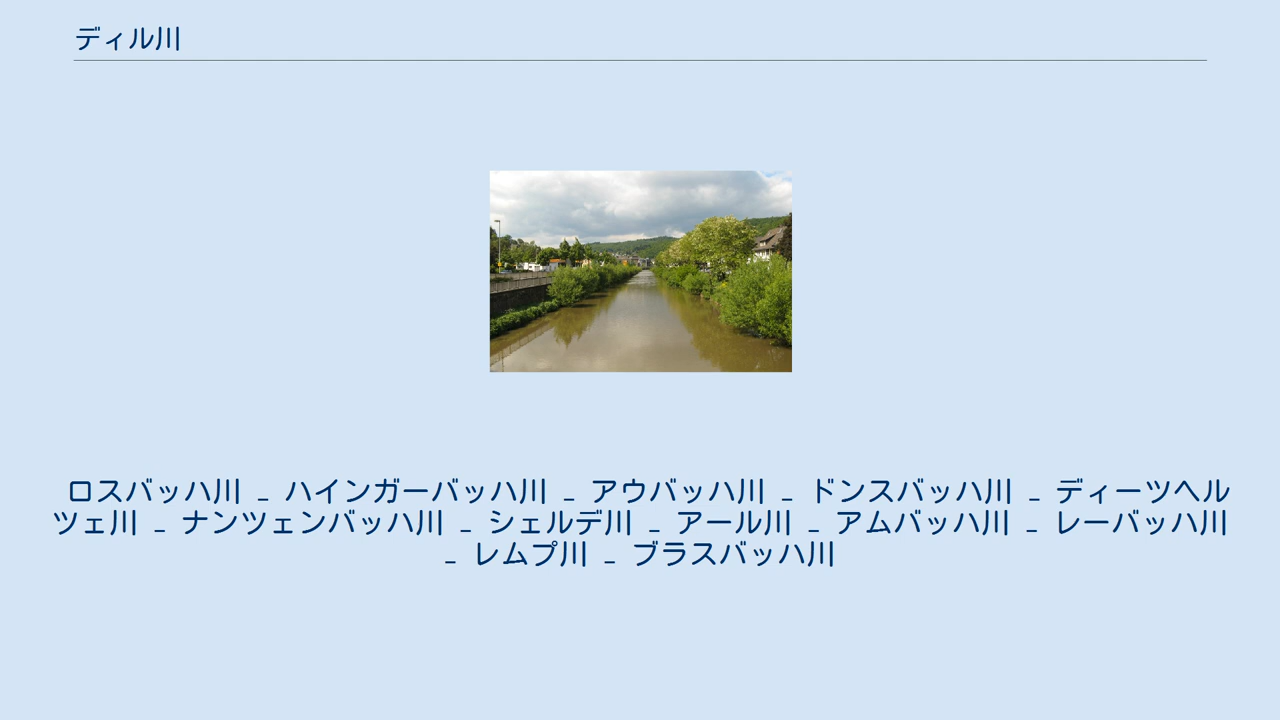 ディル川
ロスバッハ川 – ハインガーバッハ川 – アウバッハ川 – ドンスバッハ川 – ディーツヘル
ツェ川 – ナンツェンバッハ川 – シェルデ川 – アール川 – アムバッハ川 – レーバッハ川
– レムプ川 – ブラスバッハ川